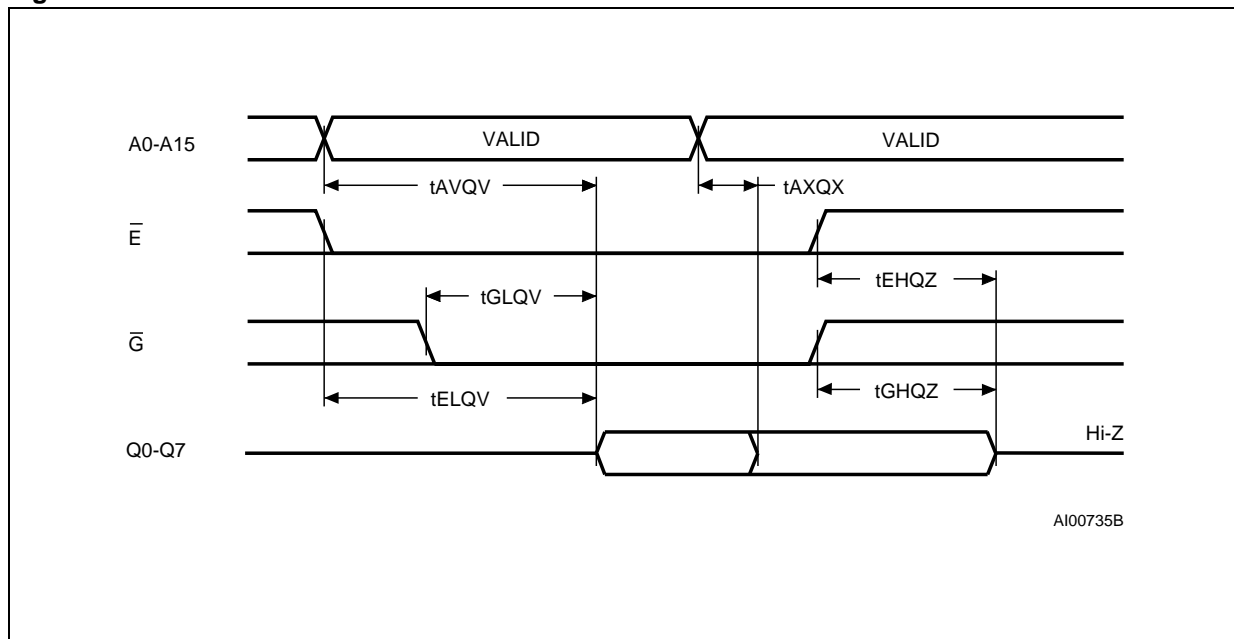 A0-A15
VALID
VALID
tAVQV
tAXQX
E̅
tEHQZ
tGLQV
G̅
tGHQZ
tELQV
Hi-Z
Q0-Q7
AI00735B